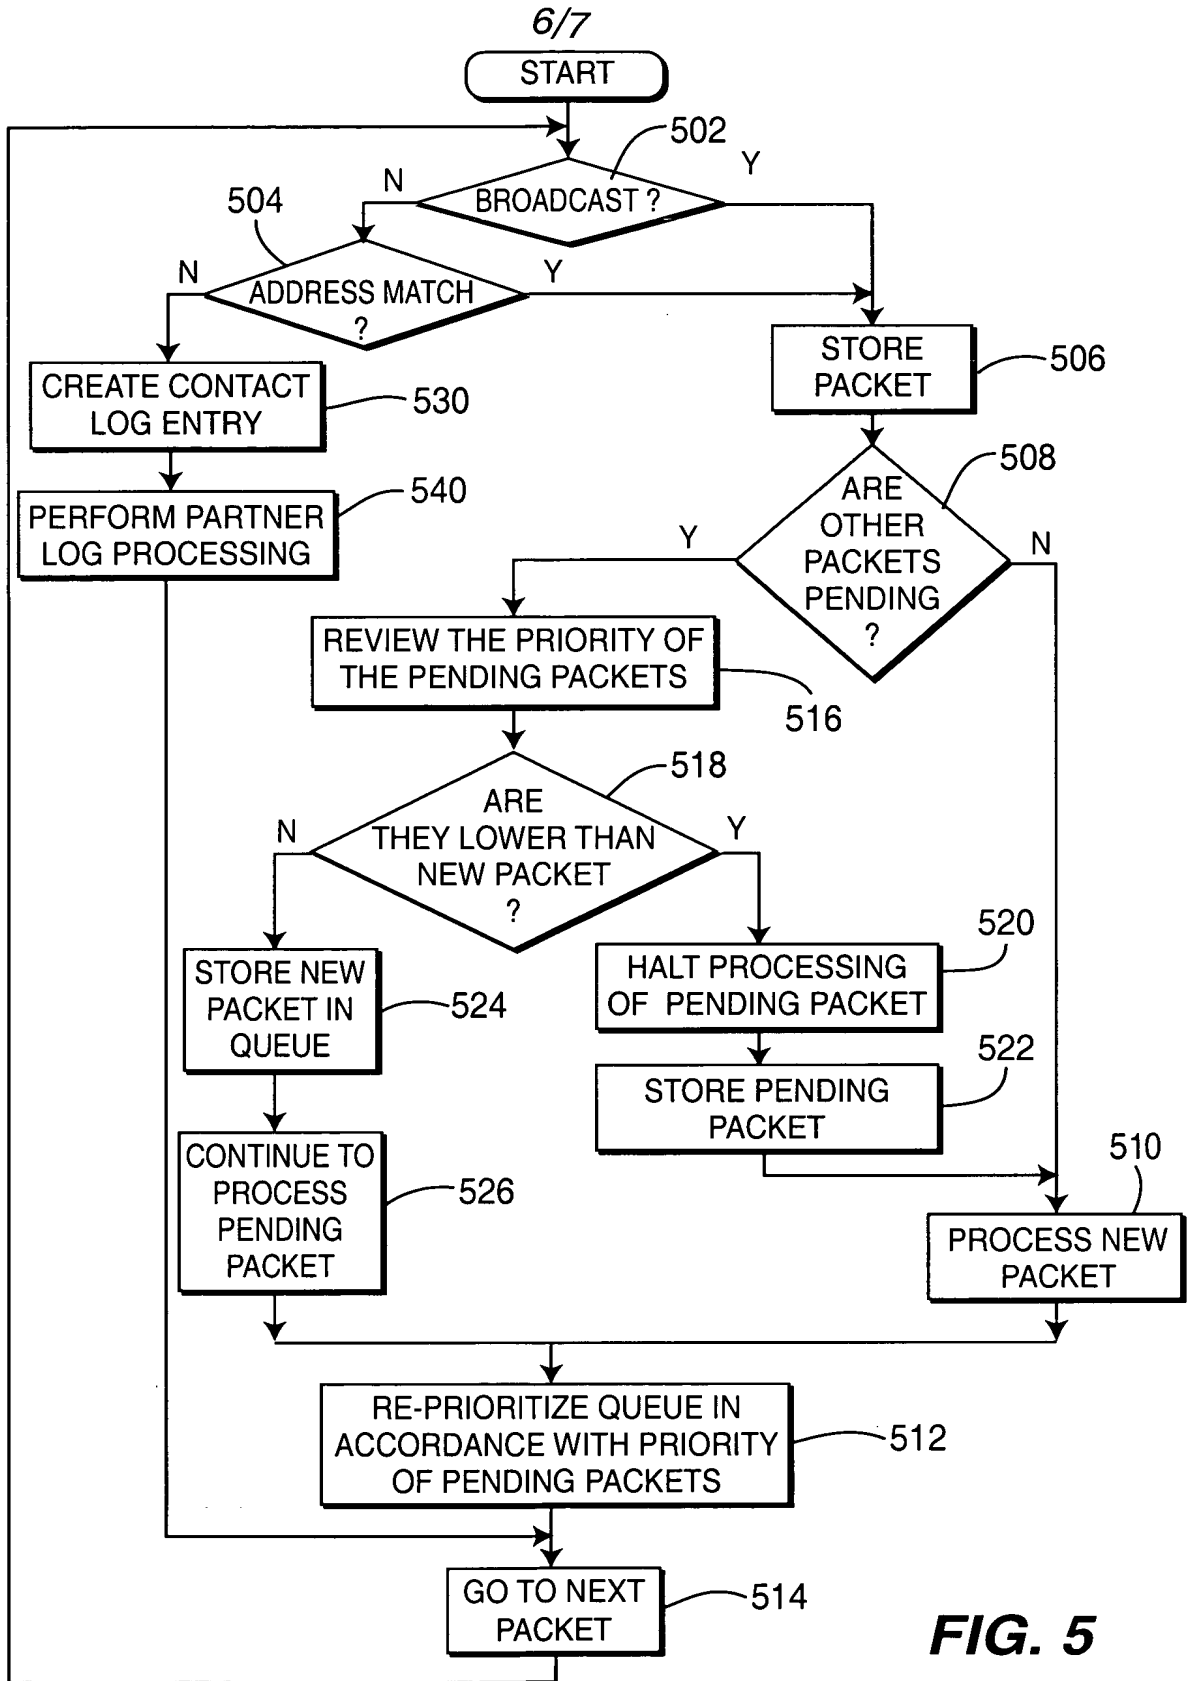 6/7
START
502
Y
N
BROADCAST ?
504
N
Y
ADDRESS MATCH
?
STORE
PACKET
506
CREATE CONTACT
LOG ENTRY
530
508
ARE
OTHER
PACKETS
PENDING
?
Y
N
540
PERFORM PARTNER
LOG PROCESSING
REVIEW THE PRIORITY OF
THE PENDING PACKETS
516
518
ARE
THEY LOWER THAN
NEW PACKET
?
N
Y
520
HALT PROCESSING
OF PENDING PACKET
STORE NEW
PACKET IN
QUEUE
524
522
STORE PENDING
PACKET
CONTINUE TO
PROCESS
PENDING
PACKET
526
510
PROCESS NEW
PACKET
RE-PRIORITIZE QUEUE IN
ACCORDANCE WITH PRIORITY
OF PENDING PACKETS
512
GO TO NEXT
PACKET
514
FIG. 5